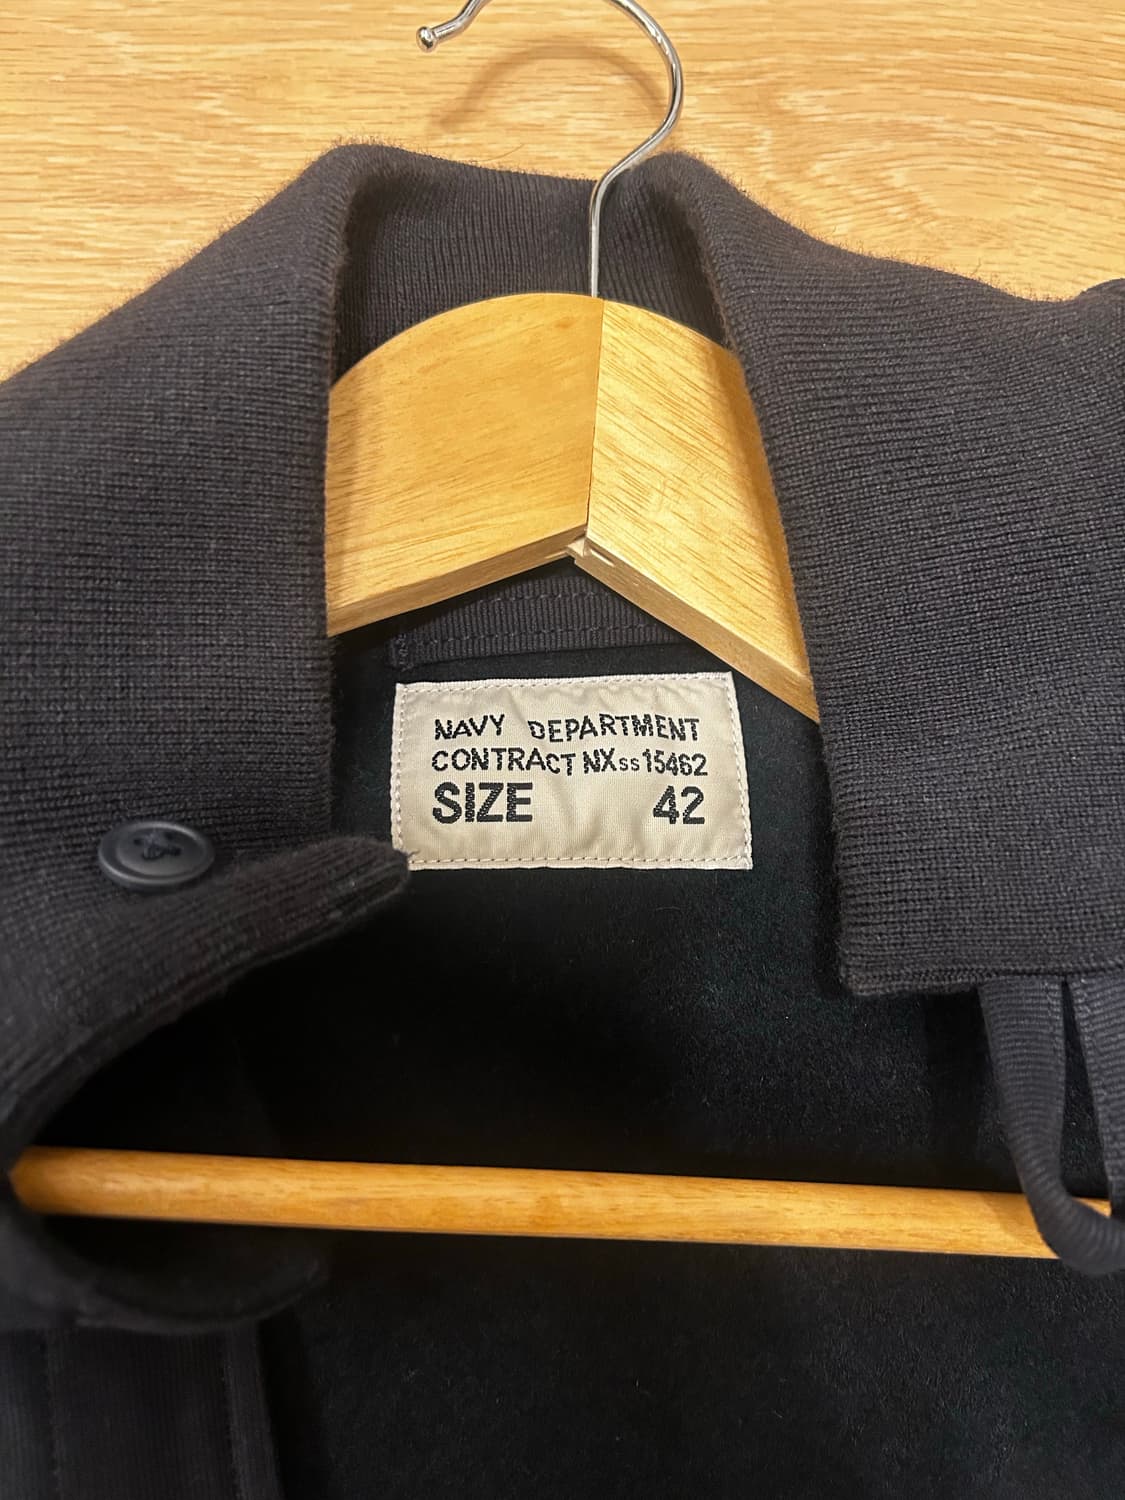 NAVY DEPARTMENT
CONTRACT NXss15462
SIZE 42